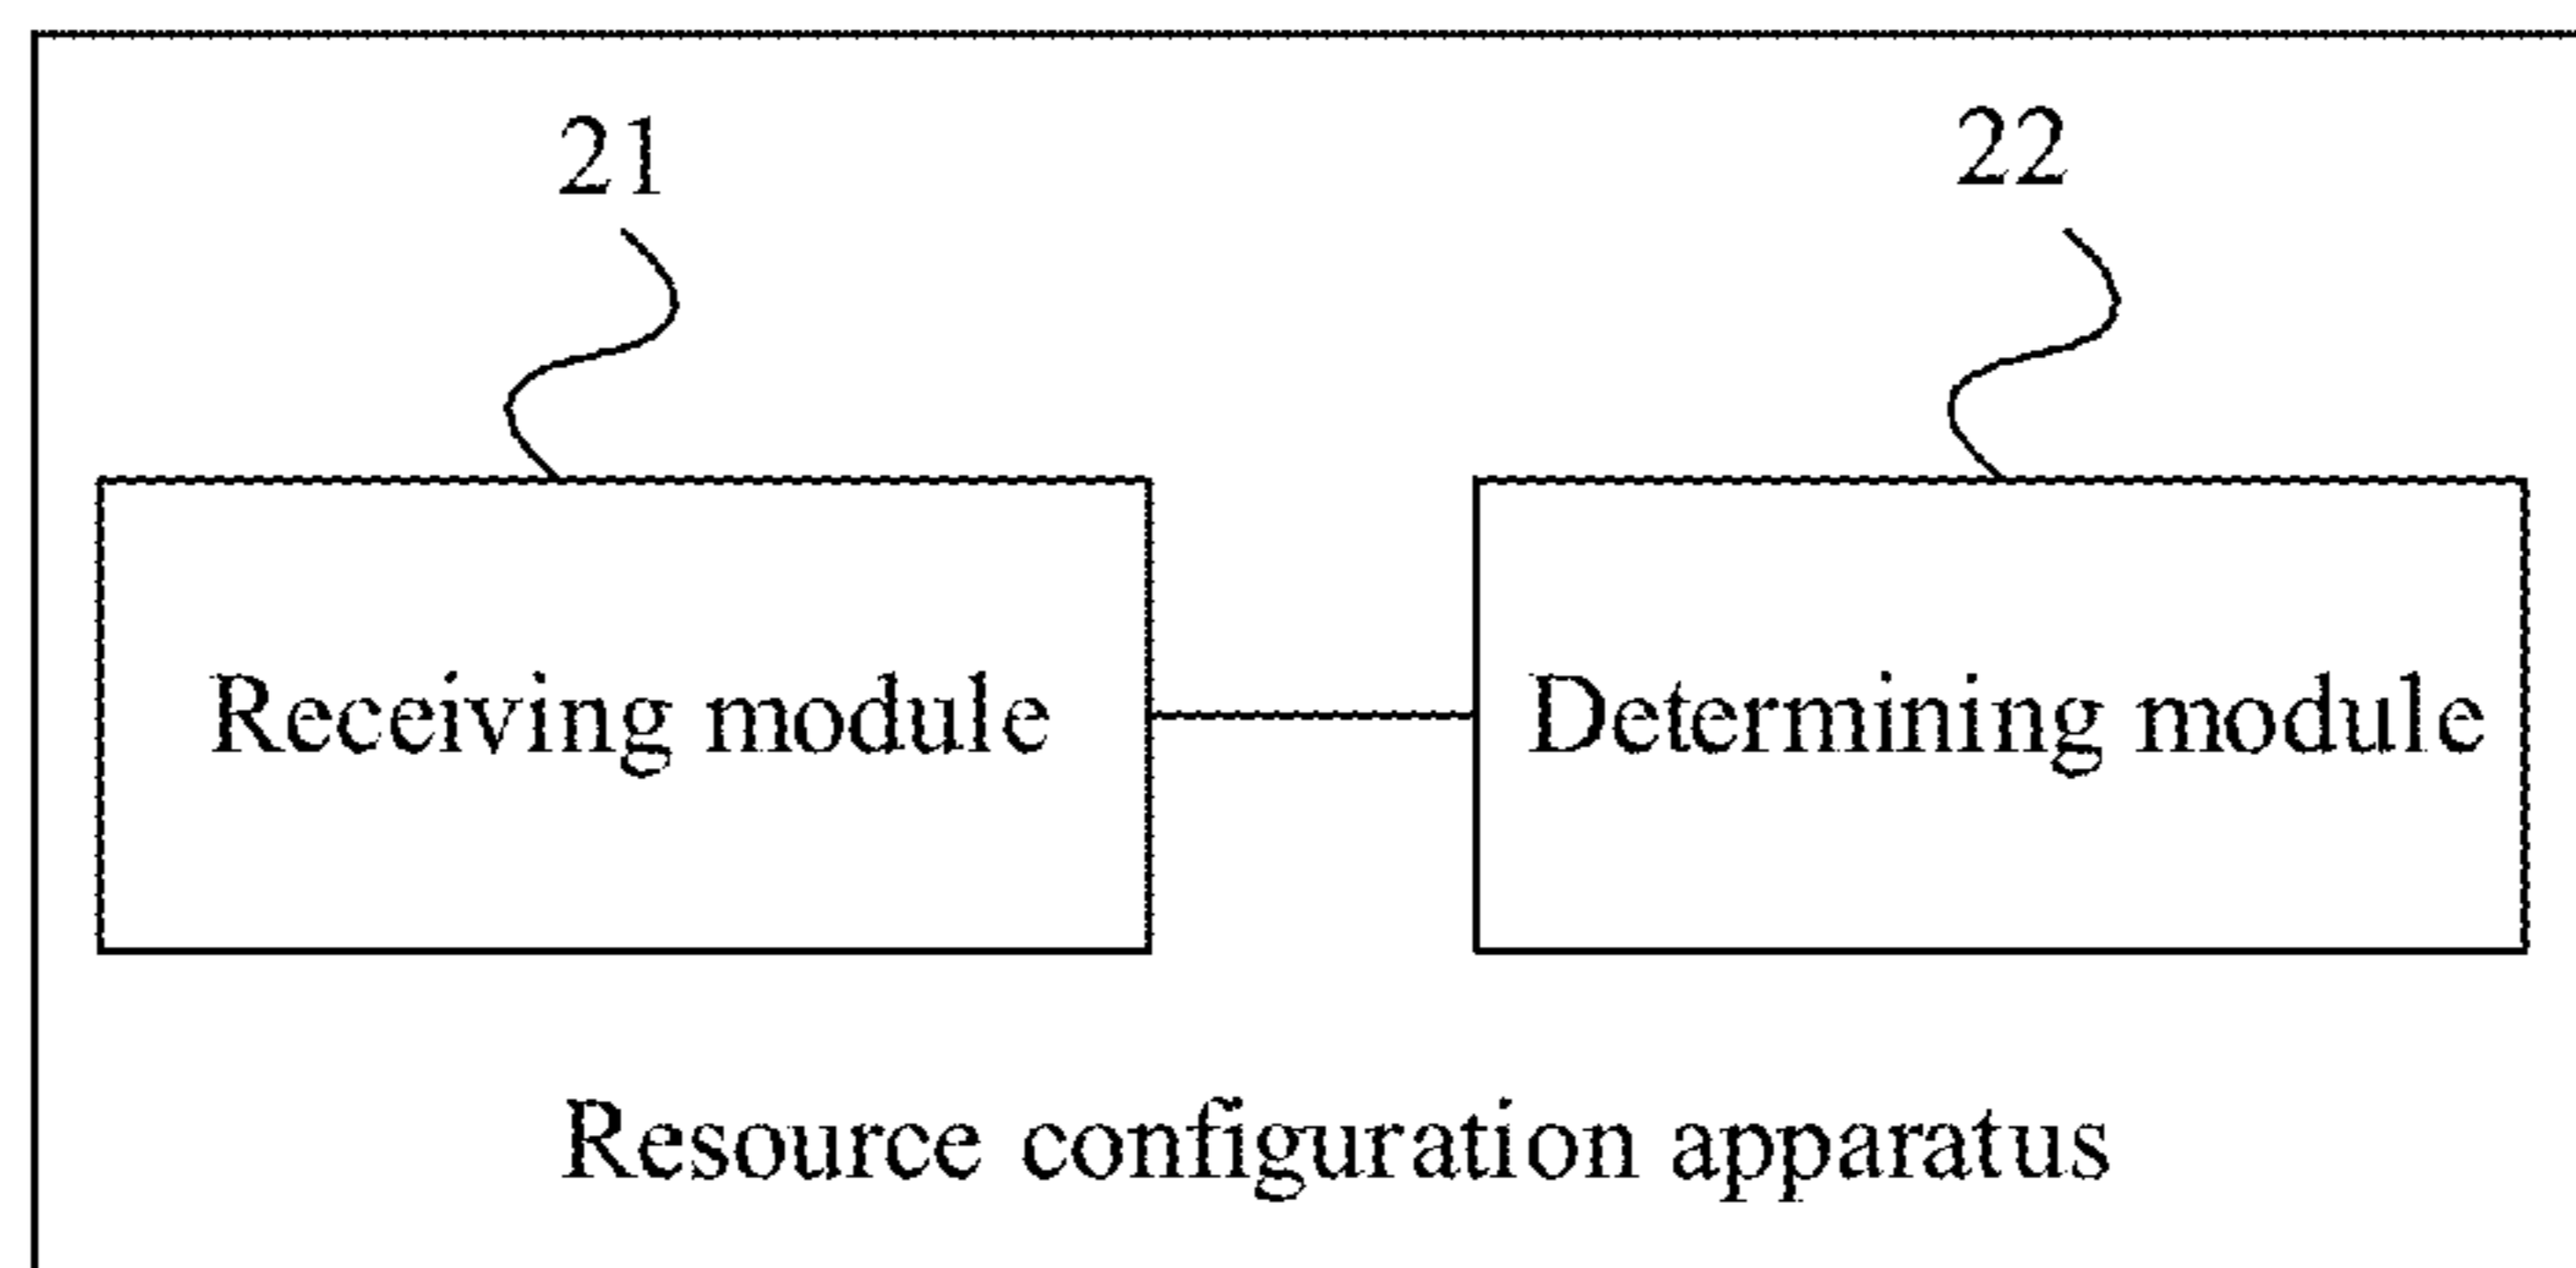 21 22
Receiving module Determining module
Resource configuration apparatus